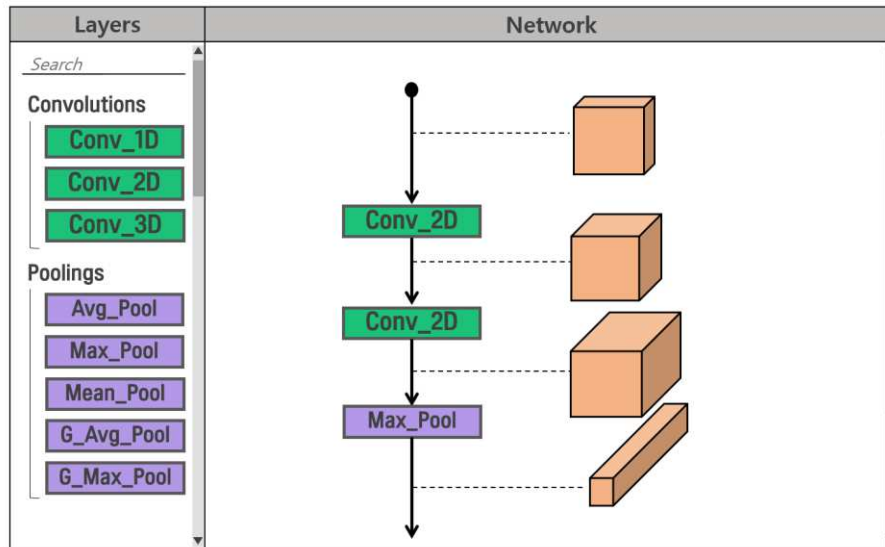 Layers
Network
Search
Convolutions
Conv_1D
Conv_2D
Conv_3D
Poolings
Avg_Pool
Max_Pool
Mean_Pool
G_Avg_Pool
G_Max_Pool
Conv_2D
Conv_2D
Max_Pool